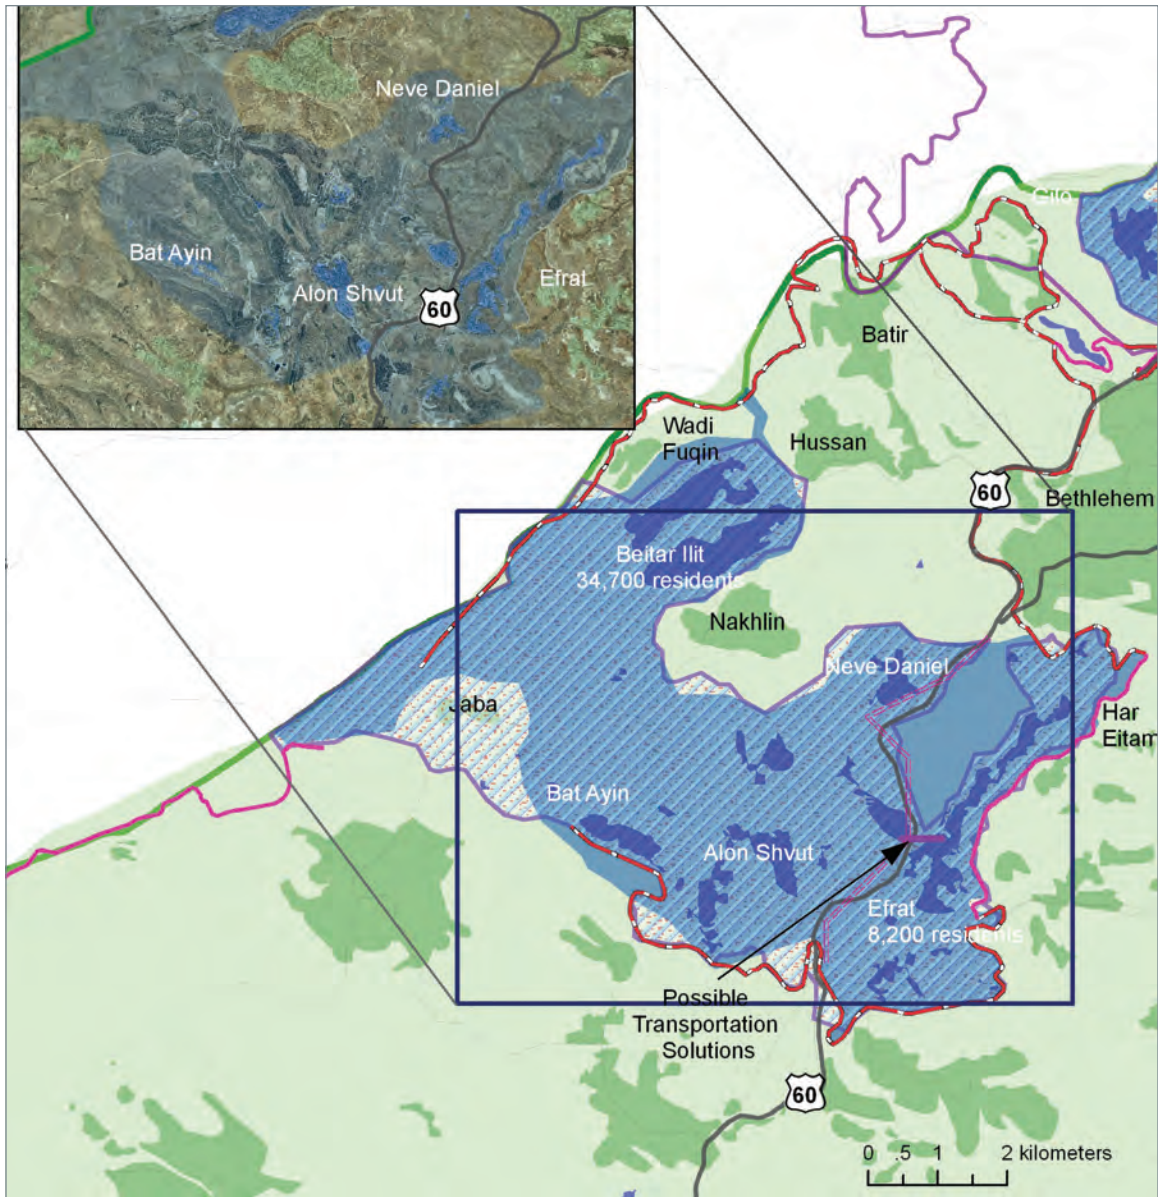 Neve Daniel
Bat Ayin
Alon Shvut
Efrat
60
Gilo
Batir
Wadi
Fuqin
Hussan
60
Bethlehem
Beitar Ilit
34,700 residents
Nakhlin
Neve Daniel
Jaba
Har
Eitam
Bat Ayin
Alon Shvut
Efrat
8,200 residents
Possible
Transportation
Solutions
60
0 .5 1 2 kilometers